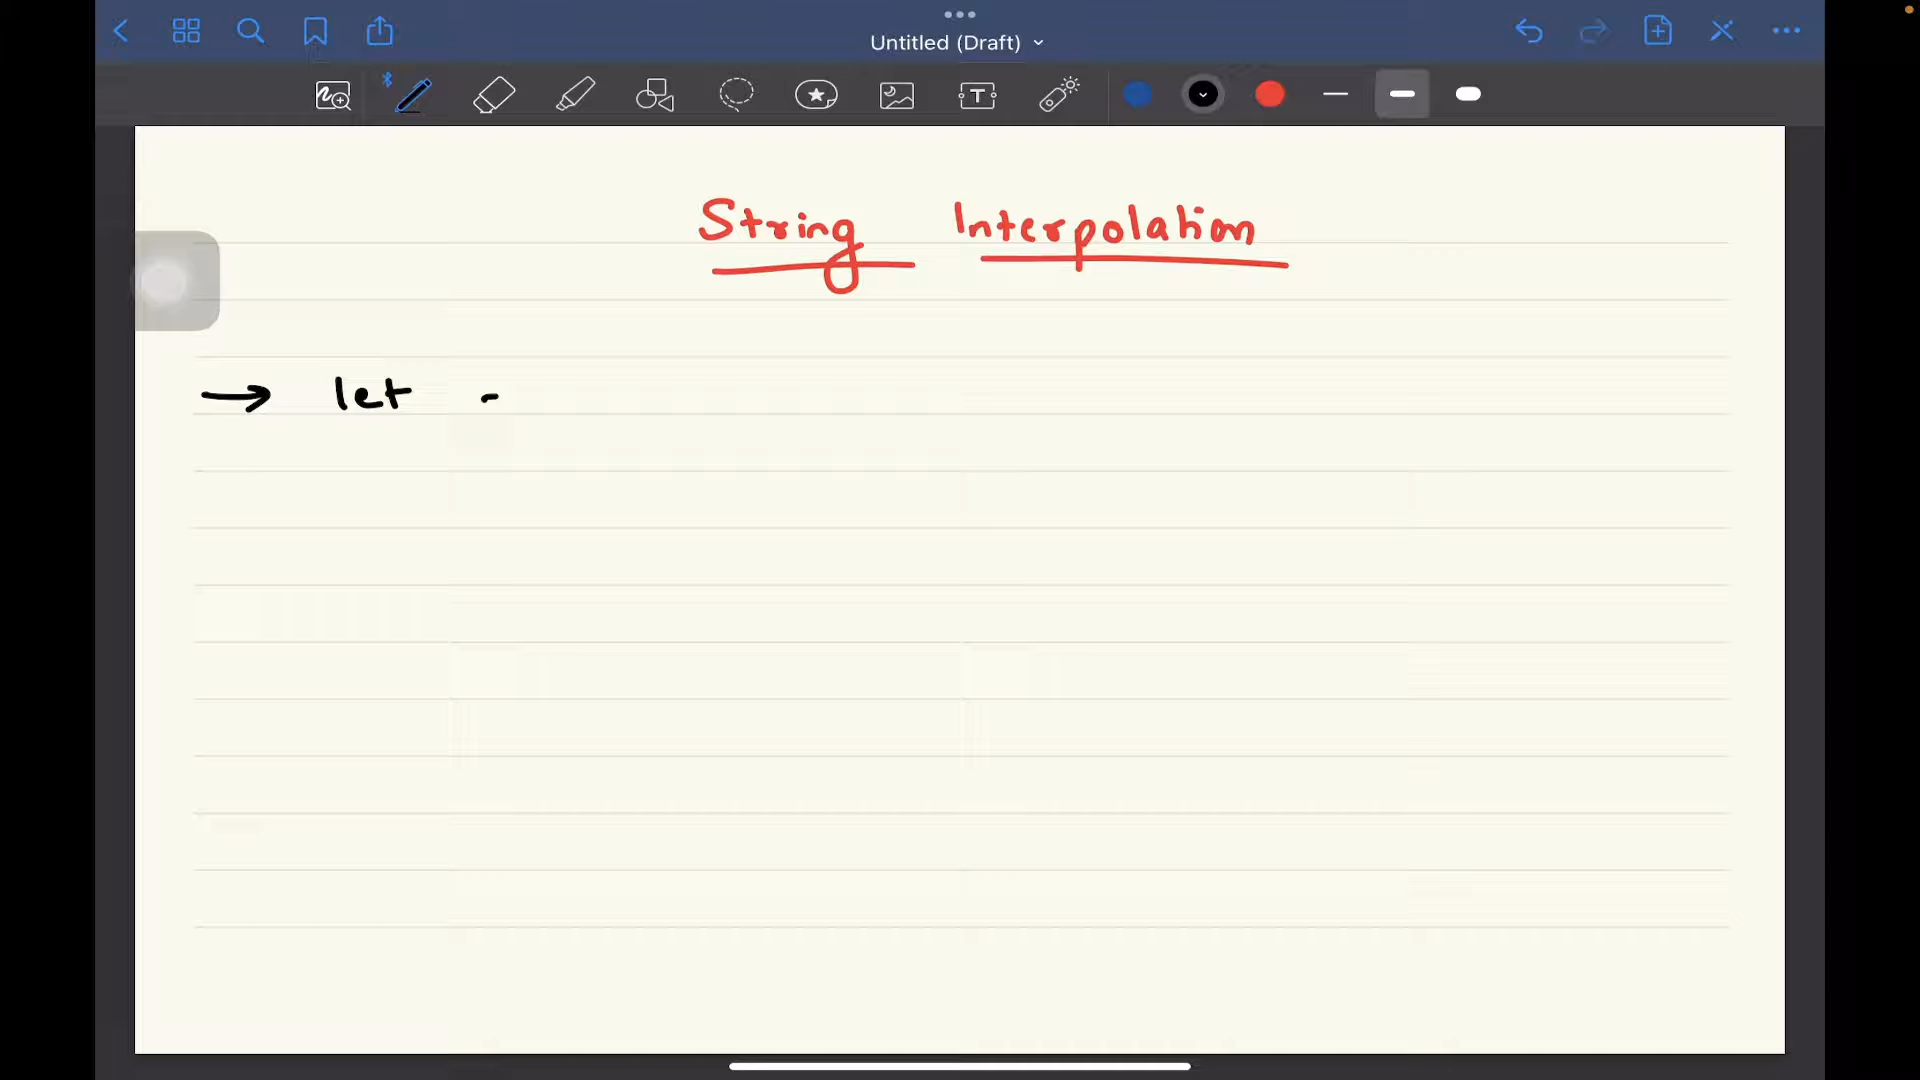 Untitled (Draft)
String Interpolation
→ let